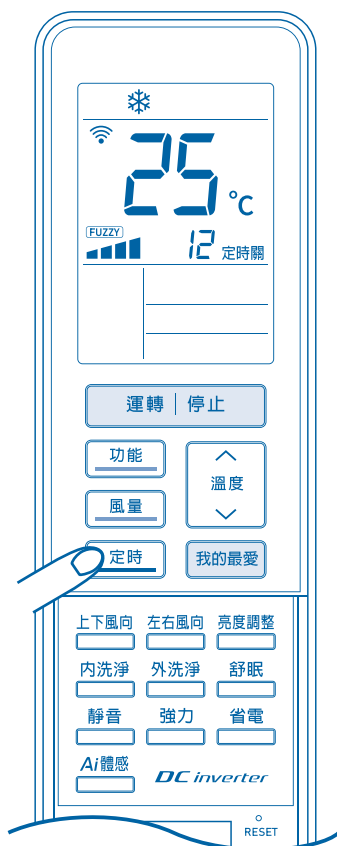 25°C
FUZZY
12 定時關
運轉 | 停止
功能
溫度
風量
定時
我的最愛
上下風向 左右風向 亮度調整
內洗淨 外洗淨 舒眠
靜音 強力 省電
Ai體感 DC inverter
RESET